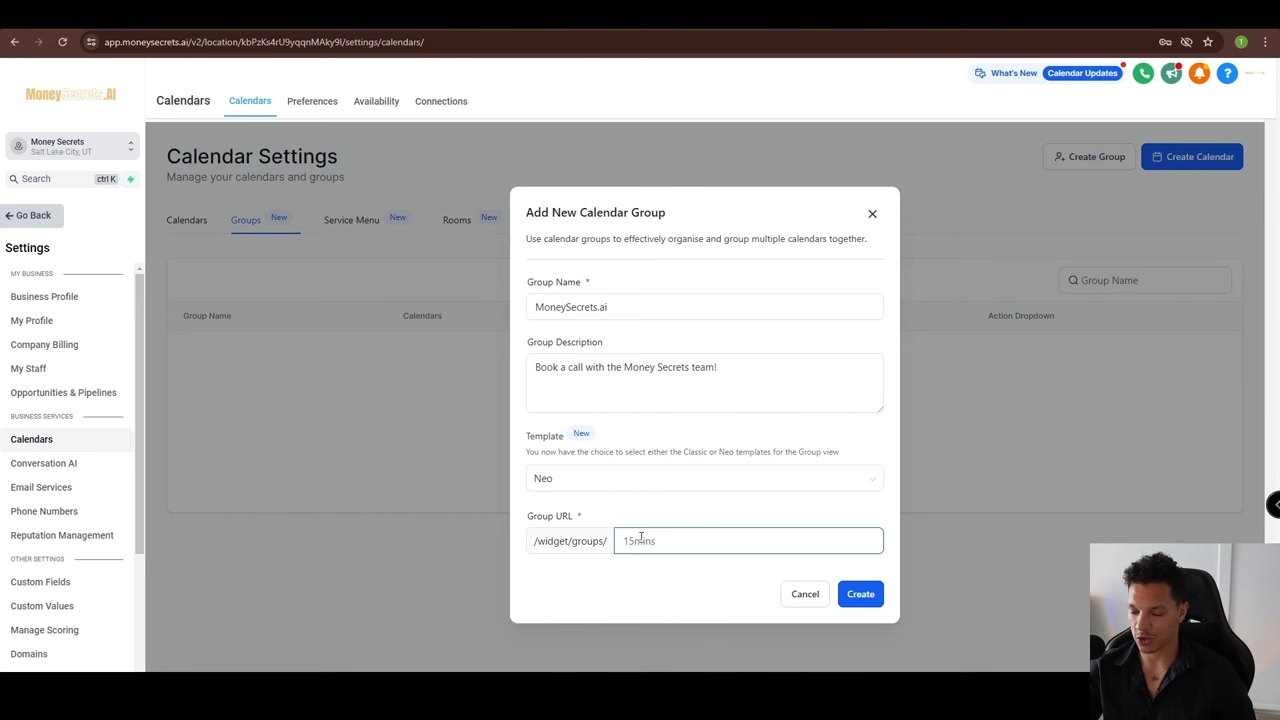 app.moneysecrets.ai/v2/location/kbPzKs4rU9yqqnMAky9I/settings/calendars/
T
What's New
Calendar Updates
?
MoneySecrets.AI
Calendars
Calendars
Preferences
Availability
Connections
Money Secrets
Salt Lake City, UT
Search
ctrl K
Go Back
Settings
MY BUSINESS
Business Profile
My Profile
Company Billing
My Staff
Opportunities & Pipelines
BUSINESS SERVICES
Calendars
Conversation AI
Email Services
Phone Numbers
Reputation Management
OTHER SETTINGS
Custom Fields
Custom Values
Manage Scoring
Domains
Calendar Settings
Manage your calendars and groups
Create Group
Create Calendar
Calendars
Groups
New
Service Menu
New
Rooms
New
Group Name
Group Name
Calendars
Action Dropdown
Add New Calendar Group
Use calendar groups to effectively organise and group multiple calendars together.
Group Name *
MoneySecrets.ai
Group Description
Book a call with the Money Secrets team!
Template
New
You now have the choice to select either the Classic or Neo templates for the Group view
Neo
Group URL *
/widget/groups/
15mins
Cancel
Create